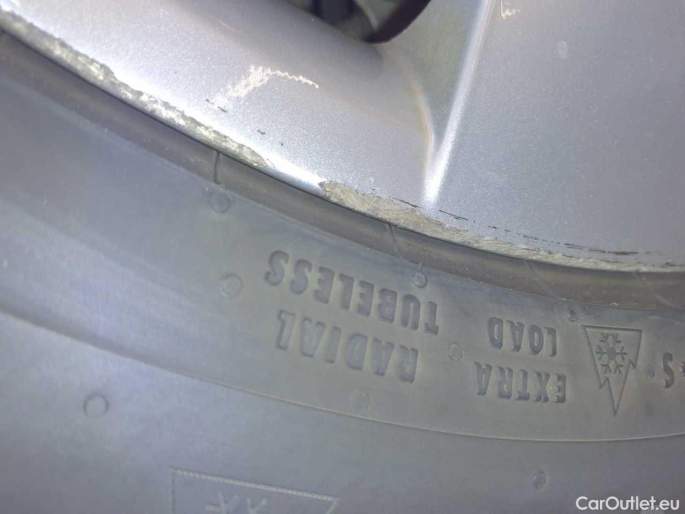 RADIAL
TUBELESS
EXTRA
LOAD
S
CarOutlet.eu